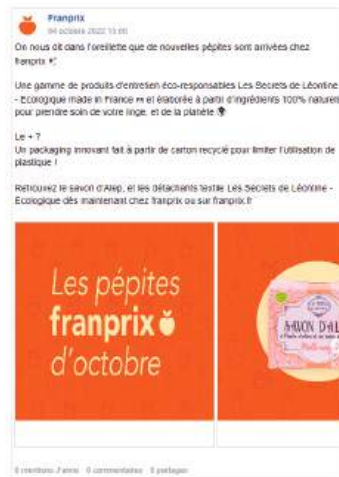 Franprix
04 octobre 2022 15:00
On nous dit dans l'oreillette que de nouvelles pépites sont arrivées chez
franprix
Une gamme de produits d'entretien éco-responsables Les Secrets de Léontine
- Ecologique made in France FR et élaborée à partir d'ingrédients 100% naturels
pour prendre soin de votre linge, et de la planète
Le + ?
Un packaging innovant fait à partir de carton recyclé pour limiter l'utilisation de
plastique !
Retrouvez le savon d'Alep, et les détachants textile Les Secrets de Léontine -
Ecologique dès maintenant chez franprix ou sur franprix.fr
Les pépites
franprix
d'octobre
SAVON D'AL
0 mentions J'aime 0 commentaires 0 partages